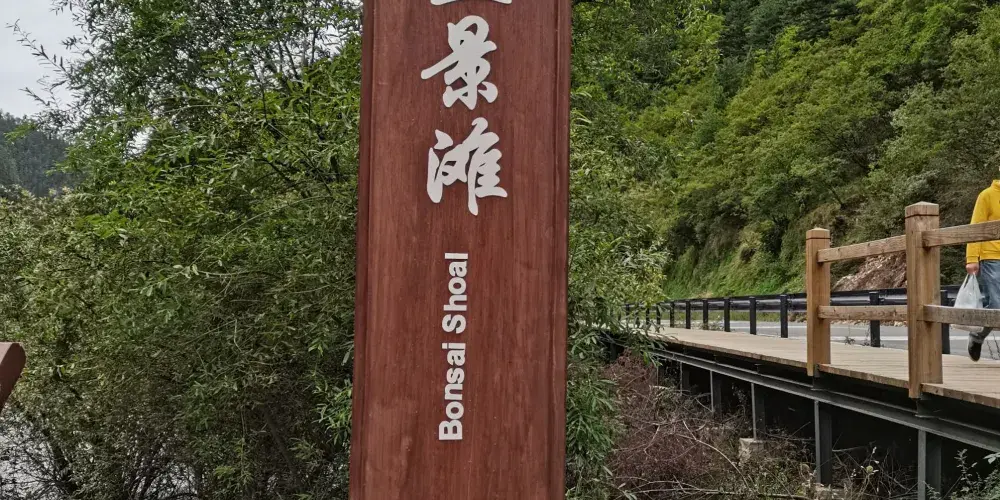 景滩
Bonsai Shoal